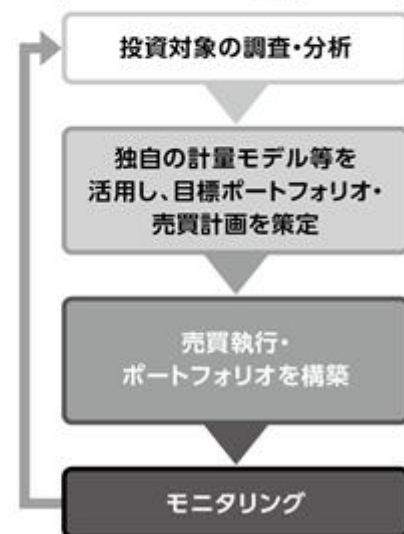 投資対象の調査・分析
独自の計量モデル等を
活用し、目標ポートフォリオ・
売買計画を策定
売買執行・
ポートフォリオを構築
モニタリング